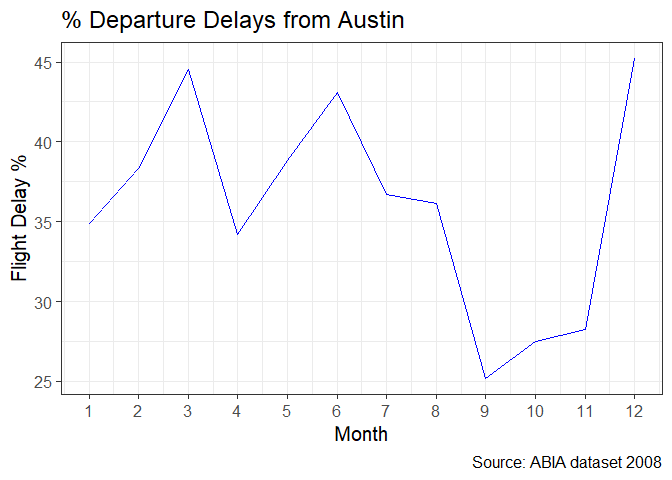 % Departure Delays from Austin
45
40
35
30
25
Flight Delay %
1 2 3 4 5 6 7 8 9 10 11 12
Month
Source: ABIA dataset 2008